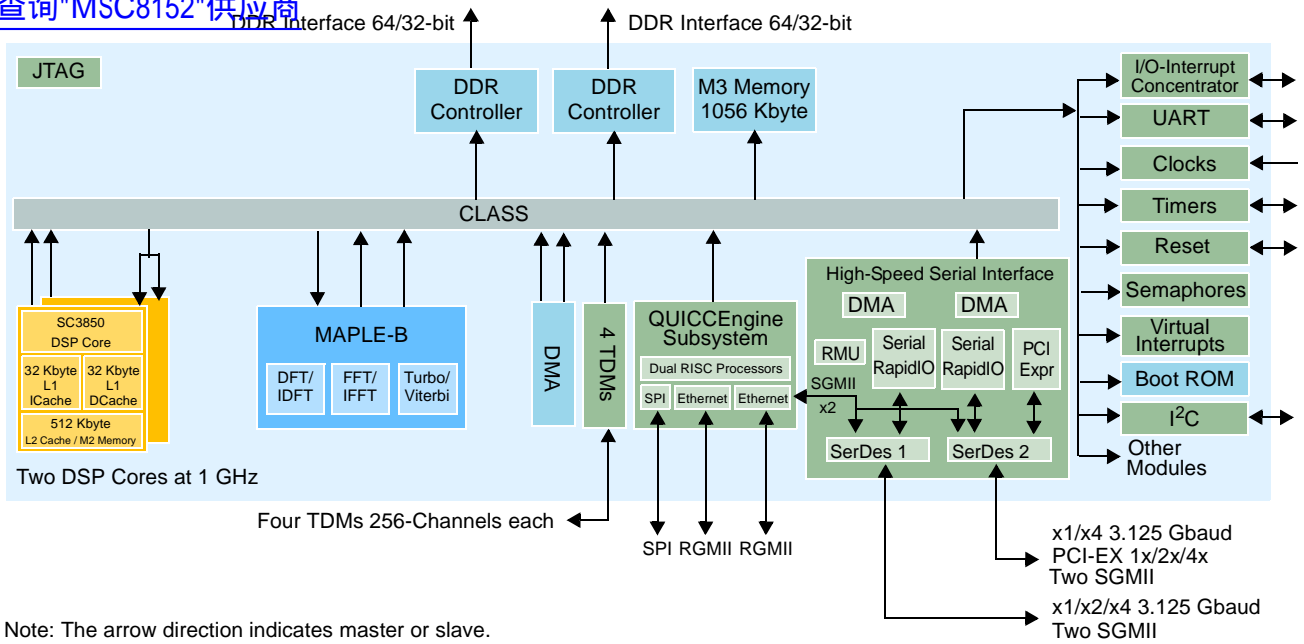 查询"MSC8152"供应商
DDR Interface 64/32-bit
DDR Interface 64/32-bit
JTAG
DDR
Controller
DDR
Controller
M3 Memory
1056 Kbyte
I/O-Interrupt
Concentrator
UART
Clocks
Timers
Reset
Semaphores
Virtual
Interrupts
Boot ROM
I2C
Other
Modules
CLASS
SC3850
DSP Core
32 Kbyte
L1
ICache
32 Kbyte
L1
DCache
512 Kbyte
L2 Cache / M2 Memory
Two DSP Cores at 1 GHz
MAPLE-B
DFT/
IDFT
FFT/
IFFT
Turbo/
Viterbi
DMA
4 TDMs
QUICCEngine
Subsystem
Dual RISC Processors
SPI
Ethernet
Ethernet
High-Speed Serial Interface
DMA
DMA
RMU
Serial
RapidIO
Serial
RapidIO
PCI
Expr
SGMII
x2
SerDes 1
SerDes 2
Four TDMs 256-Channels each
SPI
RGMII
RGMII
x1/x4 3.125 Gbaud
PCI-EX 1x/2x/4x
Two SGMII
x1/x2/x4 3.125 Gbaud
Two SGMII
Note: The arrow direction indicates master or slave.